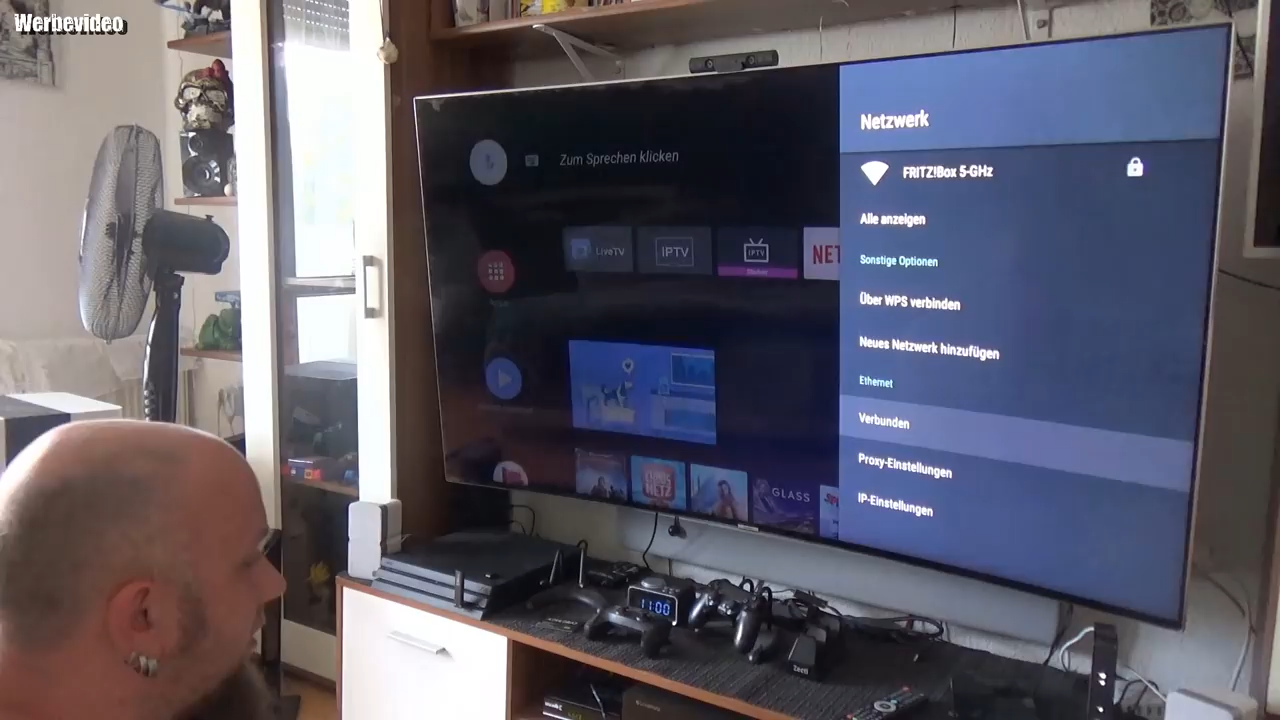 Werbevideo
Zum Sprechen klicken
LiveTV
IPTV
IPTV
NET
GLASS
Netzwerk
FRITZ!Box 5-GHz
Alle anzeigen
Sonstige Optionen
Über WPS verbinden
Neues Netzwerk hinzufügen
Ethernet
Verbunden
Proxy-Einstellungen
IP-Einstellungen
11:00